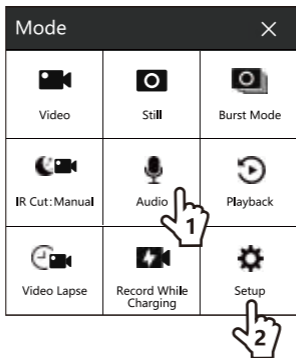 Mode
Video
Still
Burst Mode
IR Cut:Manual
Audio
Playback
1
Video Lapse
Record While
Charging
Setup
2